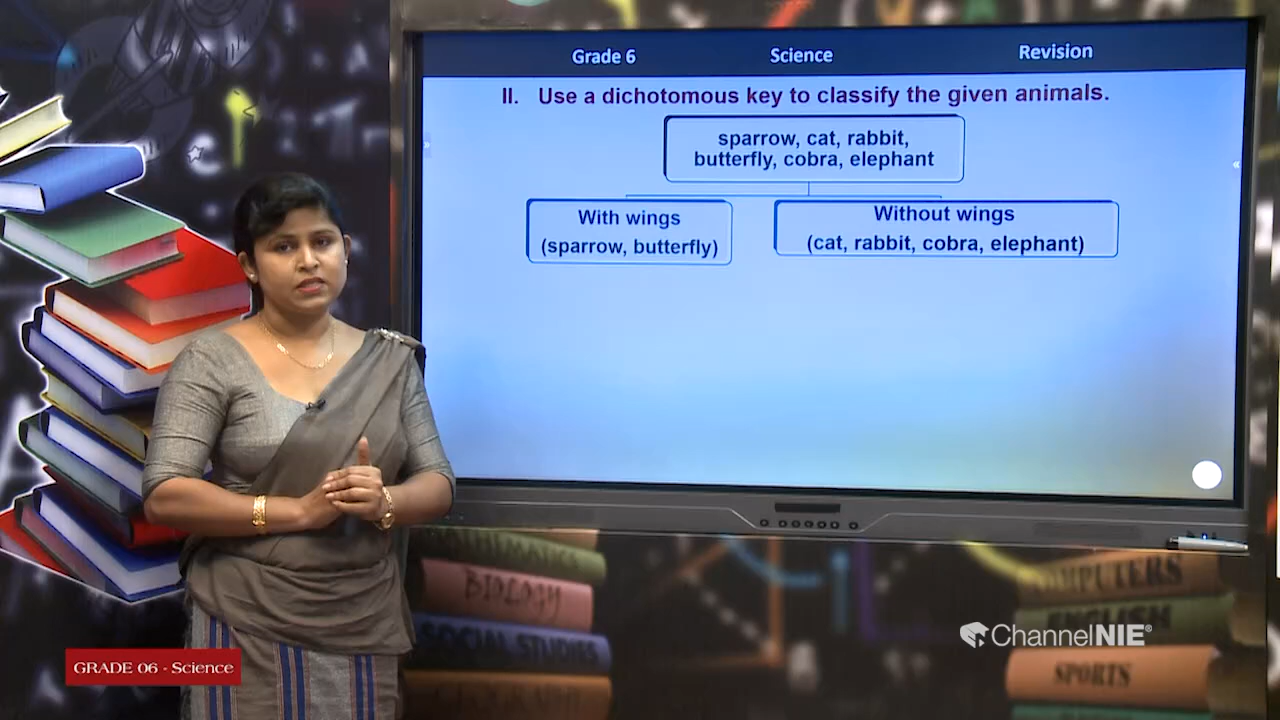 Grade 6 Science Revision
II. Use a dichotomous key to classify the given animals.
sparrow, cat, rabbit,
butterfly, cobra, elephant
With wings
(sparrow, butterfly)
Without wings
(cat, rabbit, cobra, elephant)
MATHEMATICS
BIOLOGY
SOCIAL STUDIES
GEOGRAPHY
COMPUTERS
ENGLISH
SPORTS
ChannelNIE®
GRADE 06 - Science